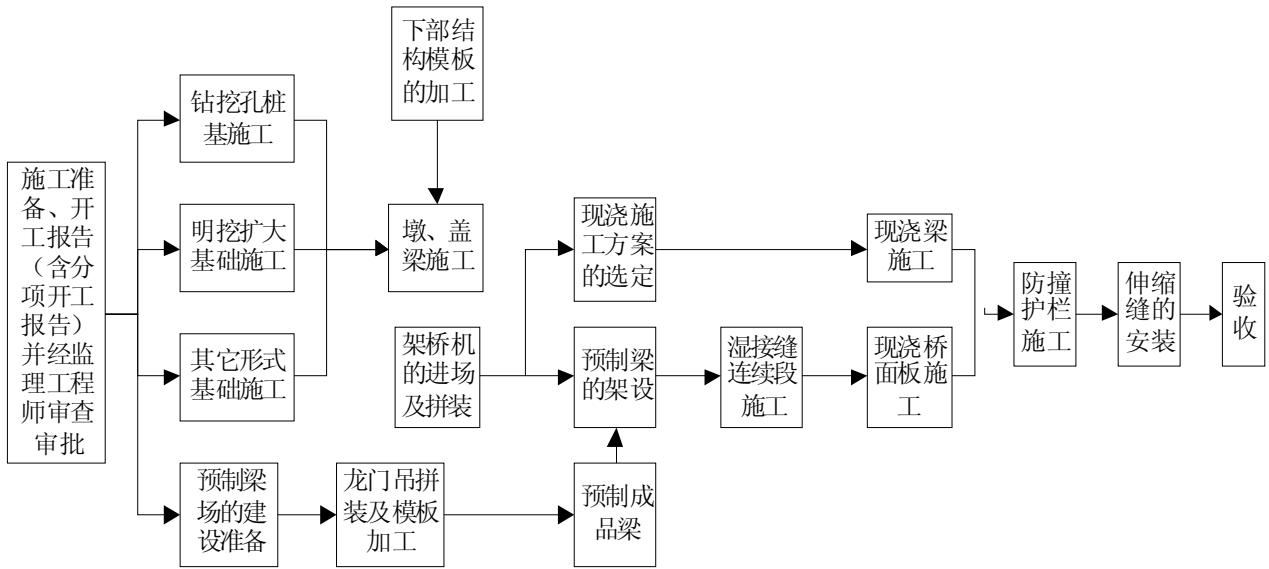 下部结
构模板
的加工
钻挖孔桩
基施工
施工准
备、开
工报告
（含分
项开工
报告）
并经监
理工程
师审查
审批
明挖扩大
基础施工
墩、盖
梁施工
现浇施
工方案
的选定
现浇梁
施工
防撞
护栏
施工
伸缩
缝的
安装
验
收
其它形式
基础施工
架桥机
的进场
及拼装
预制梁
的架设
湿接缝
连续段
施工
现浇桥
面板施
工
预制梁
场的建
设准备
龙门吊拼
装及模板
加工
预制成
品梁